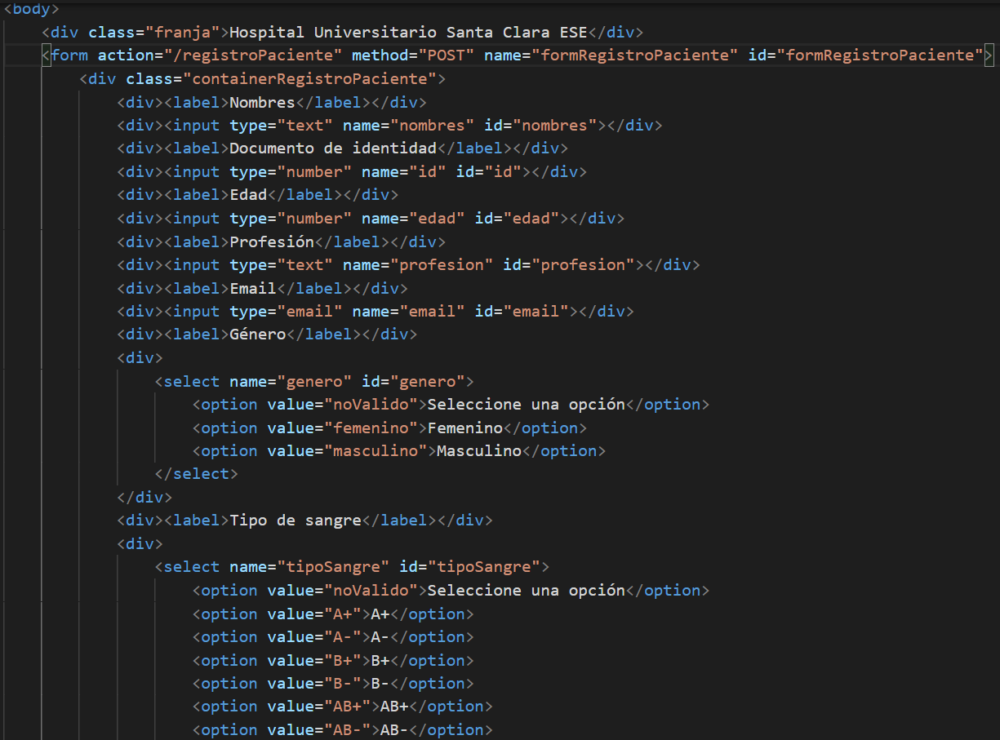 <body>
<div class="franja">Hospital Universitario Santa Clara ESE</div>
<form action="/registroPaciente" method="POST" name="formRegistroPaciente" id="formRegistroPaciente">
<div class="containerRegistroPaciente">
<div><label>Nombres</label></div>
<div><input type="text" name="nombres" id="nombres"></div>
<div><label>Documento de identidad</label></div>
<div><input type="number" name="id" id="id"></div>
<div><label>Edad</label></div>
<div><input type="number" name="edad" id="edad"></div>
<div><label>Profesión</label></div>
<div><input type="text" name="profesion" id="profesion"></div>
<div><label>Email</label></div>
<div><input type="email" name="email" id="email"></div>
<div><label>Género</label></div>
<div>
<select name="genero" id="genero">
<option value="noValido">Seleccione una opción</option>
<option value="femenino">Femenino</option>
<option value="masculino">Masculino</option>
</select>
</div>
<div><label>Tipo de sangre</label></div>
<div>
<select name="tipoSangre" id="tipoSangre">
<option value="noValido">Seleccione una opción</option>
<option value="A+">A+</option>
<option value="A-">A-</option>
<option value="B+">B+</option>
<option value="B-">B-</option>
<option value="AB+">AB+</option>
<option value="AB-">AB-</option>